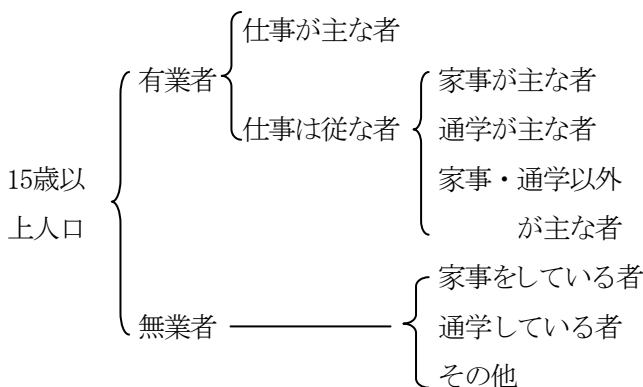 仕事が主な者
有業者
家事が主な者
仕事は従な者
通学が主な者
15歳以
上人口
家事・通学以外
が主な者
家事をしている者
無業者
通学している者
その他